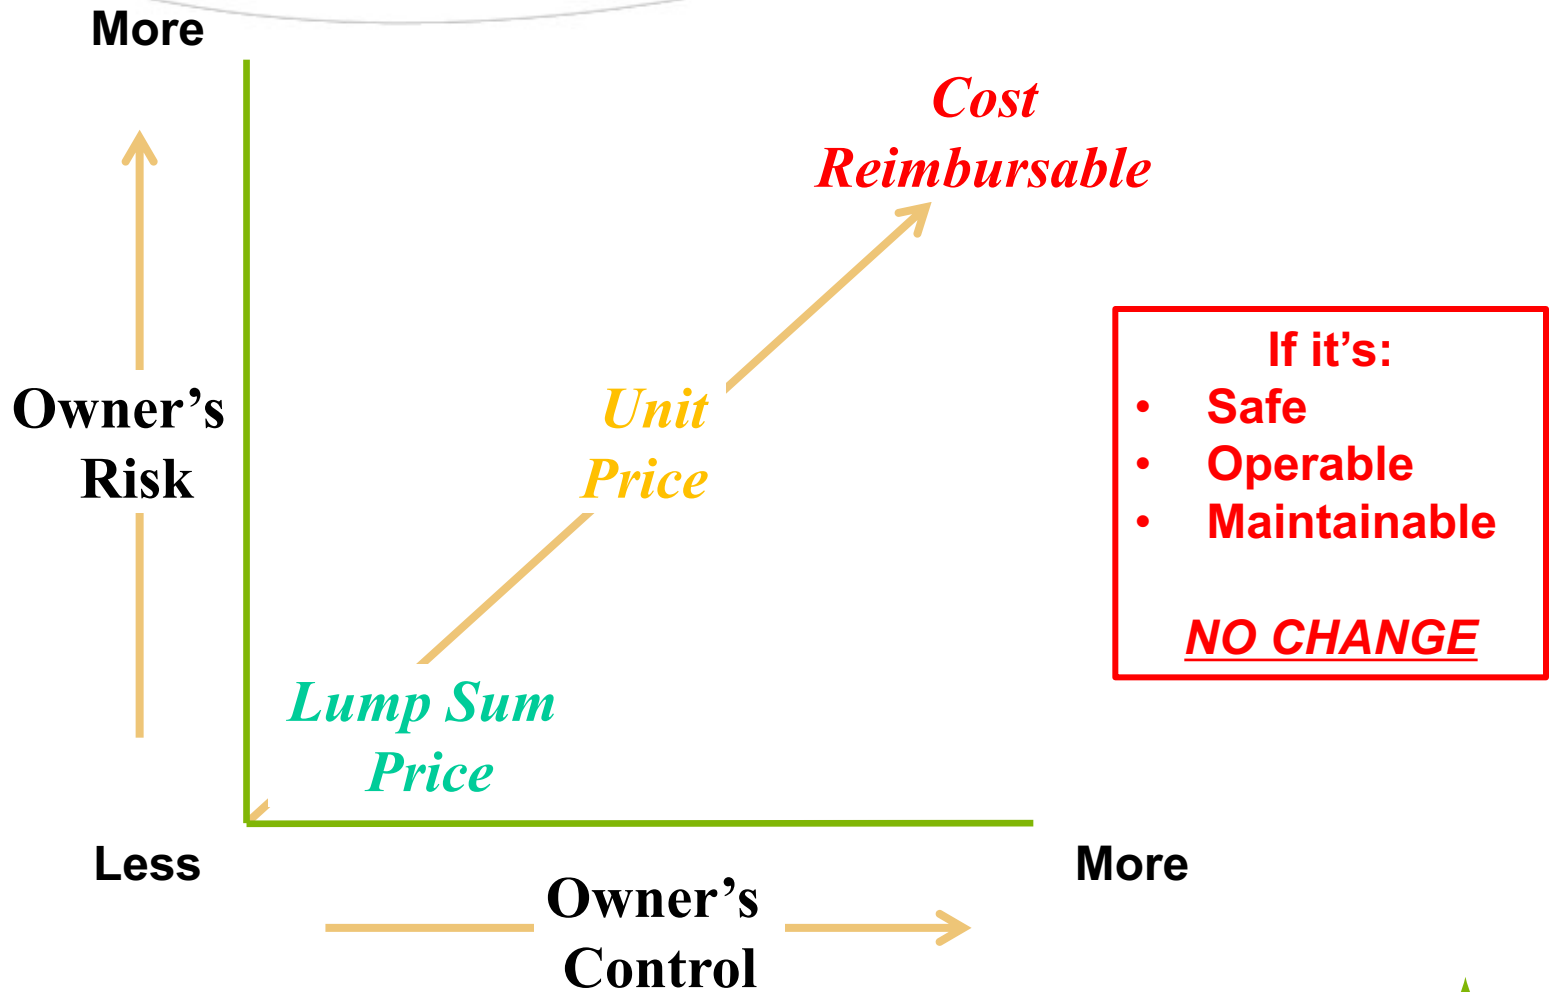 More
Cost
Reimbursable
If it’s:
• Safe
• Operable
• Maintainable
NO CHANGE
Owner’s
Risk
Unit
Price
Lump Sum
Price
Less
More
Owner’s
Control